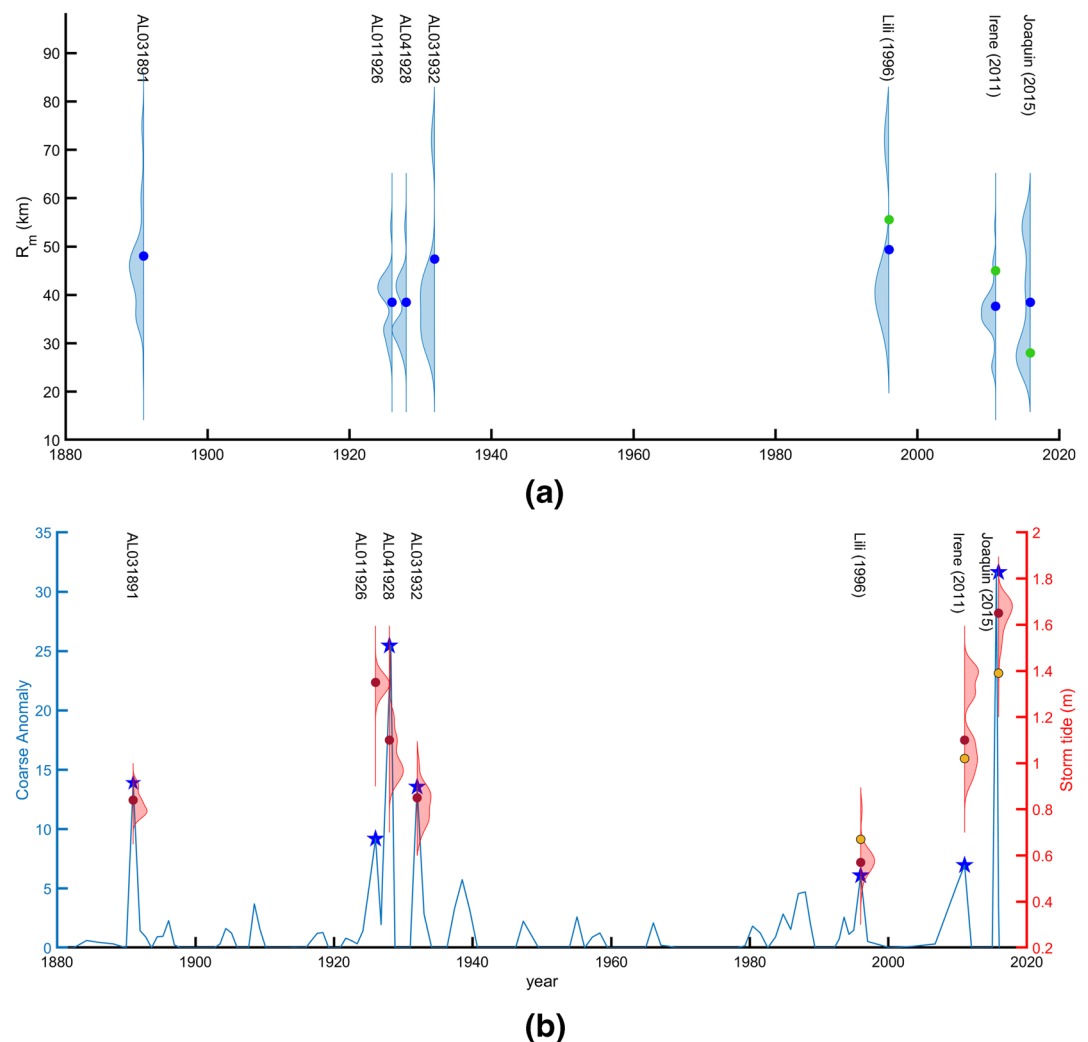 AL031891
AL011926
AL041928
AL031932
Lili (1996)
Irene (2011)
Joaquin (2015)
90
80
70
60
50
40
30
20
10
R_m (km)
1880 1900 1920 1940 1960 1980 2000 2020
(a)
35
30
25
20
15
10
5
0
Coarse Anomaly
AL031891
AL011926
AL041928
AL031932
Lili (1996)
Irene (2011)
Joaquin (2015)
2
1.8
1.6
1.4
1.2
1
0.8
0.6
0.4
0.2
Storm tide (m)
1880 1900 1920 1940 1960 1980 2000 2020
year
(b)